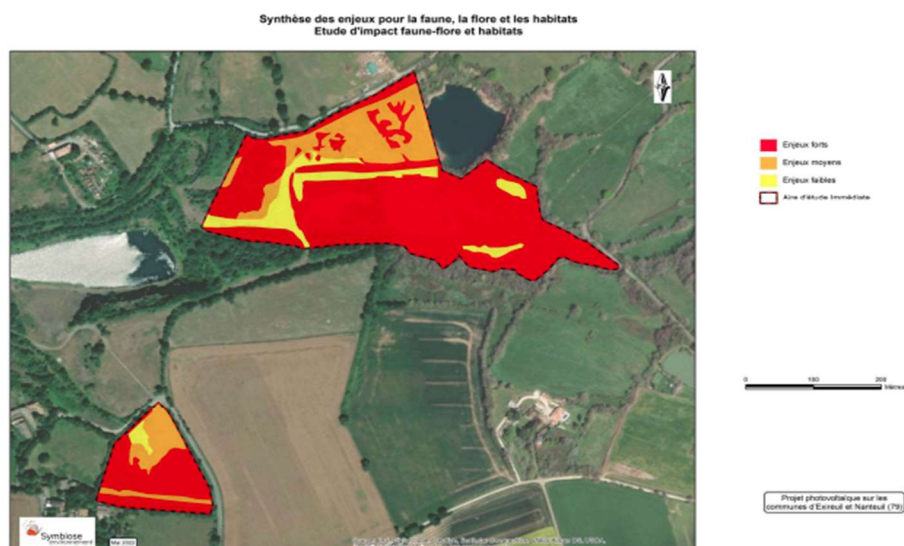 Synthèse des enjeux pour la faune, la flore et les habitats
Etude d'impact faune-flore et habitats
Enjeux forts
Enjeux moyens
Enjeux faibles
Aire d'étude immédiate
0 100 200
Mètres
Projet photovoltaïque sur les
communes d'Exireuil et Nanteuil (79)
Symbiose
environnement
Mai 2022